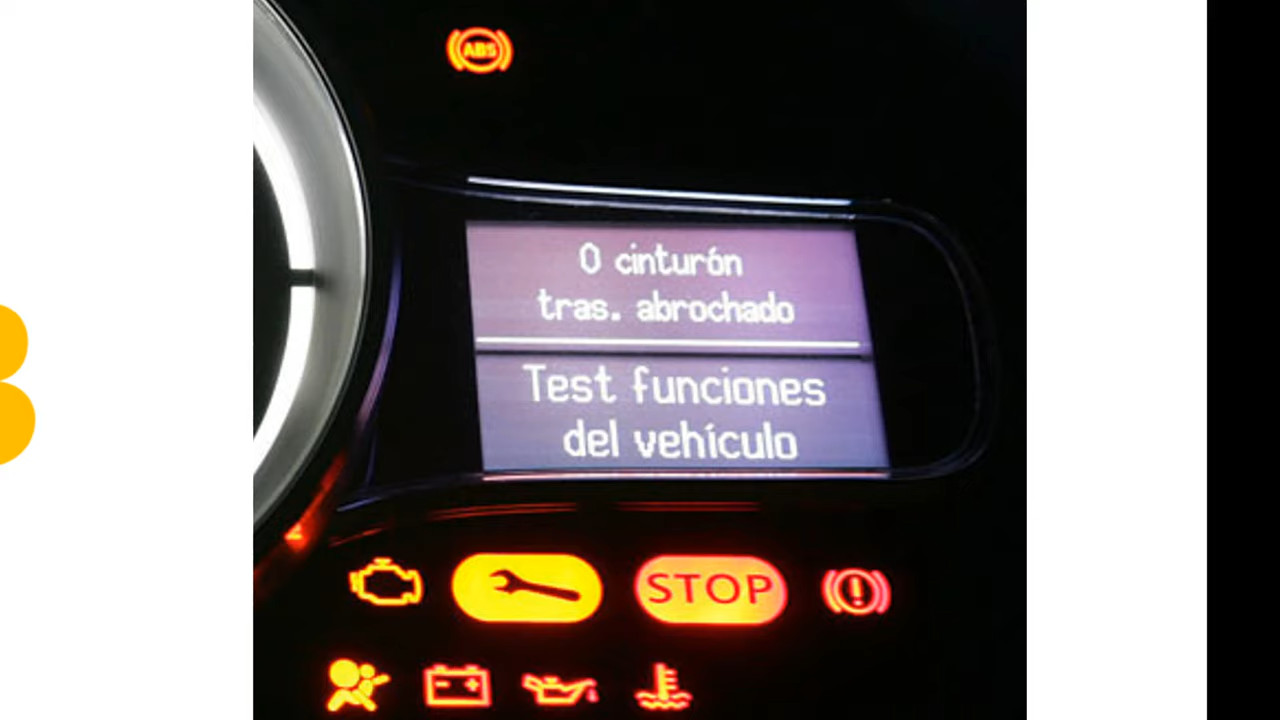 ABS
0 cinturón
tras. abrochado
Test funciones
del vehículo
STOP